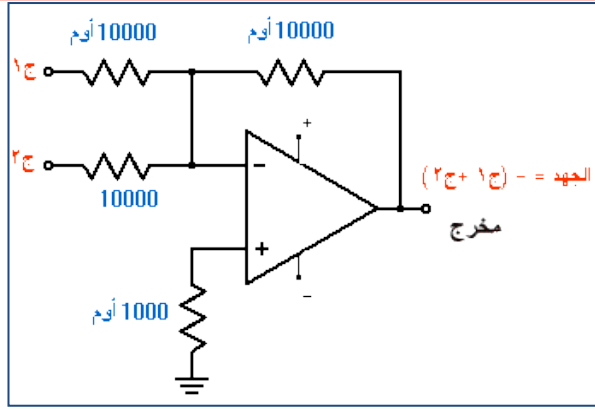 10000 أوم
10000 أوم
ج١
ج٢
10000
+
-
+
-
الجهد = - (ج١ + ج٢)
مخرج
1000 أوم